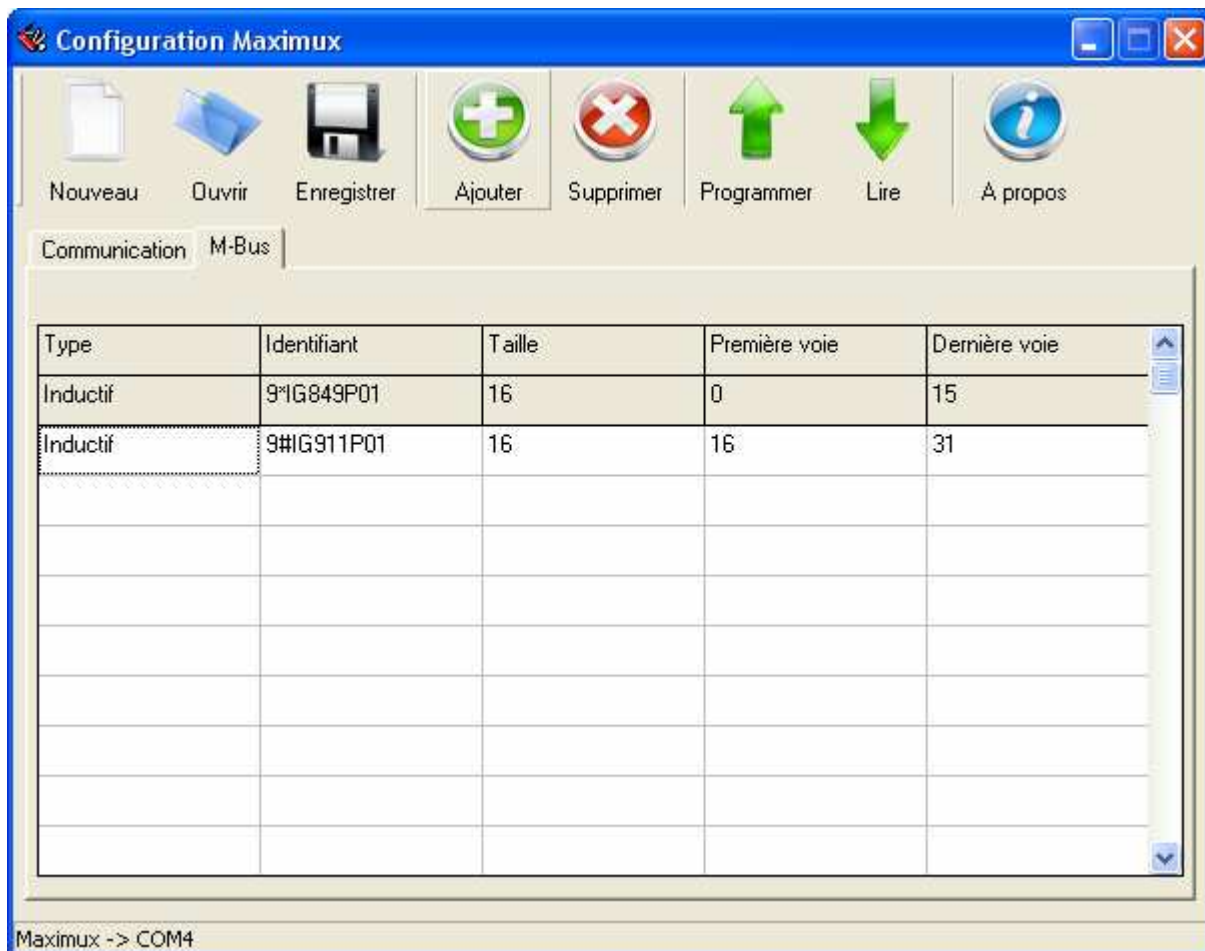 Configuration Maximux
Nouveau Ouvrir Enregistrer Ajouter Supprimer Programmer Lire A propos
Communication M-Bus
Type Identifiant Taille Première voie Dernière voie
Inductif 9*IG849P01 16 0 15
Inductif 9#IG911P01 16 16 31
Maximux -> COM4